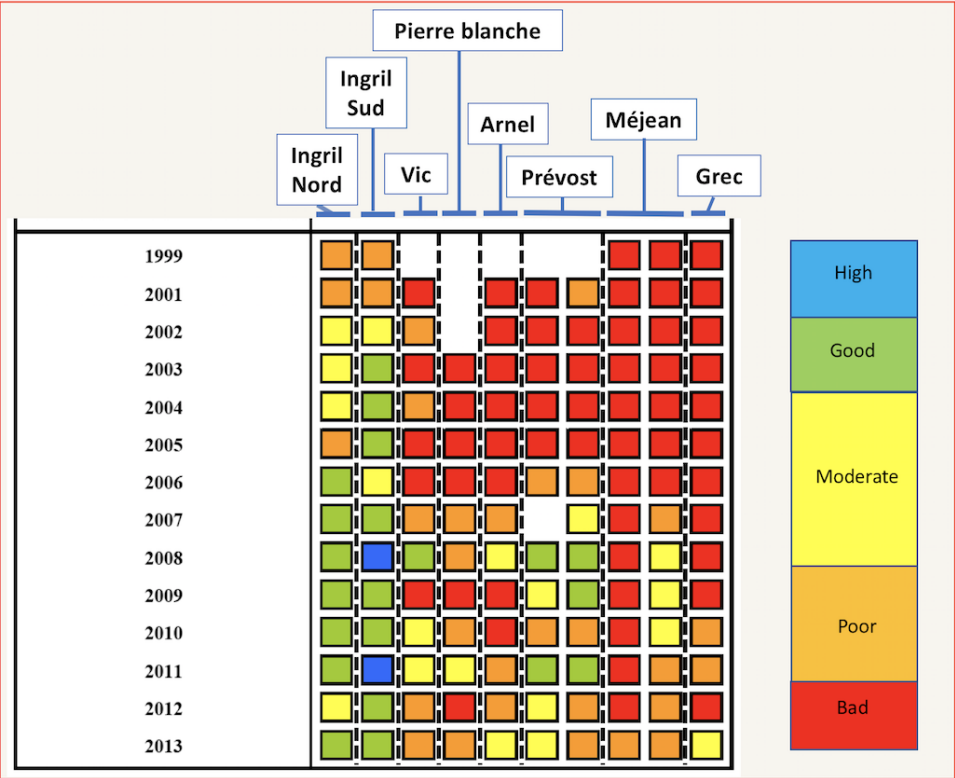 Pierre blanche
Ingril
Sud
Arnel
Méjean
Ingril
Nord
Vic
Prévost
Grec
1999
2001
2002
2003
2004
2005
2006
2007
2008
2009
2010
2011
2012
2013
High
Good
Moderate
Poor
Bad